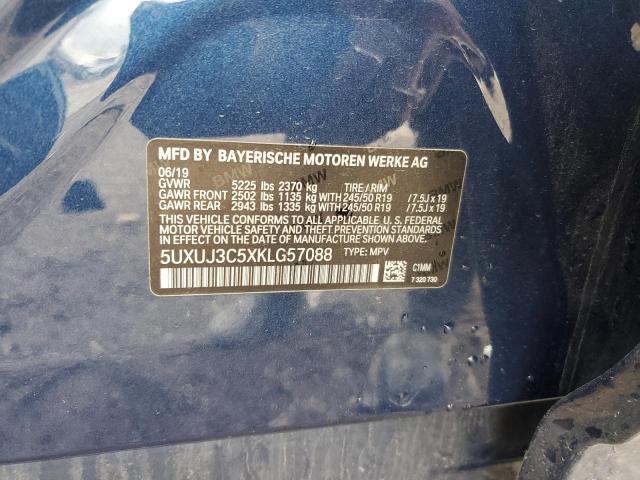 MFD BY BAYERISCHE MOTOREN WERKE AG
06/19
GVWR 5225 lbs 2370 kg TIRE / RIM
GAWR FRONT 2502 lbs 1135 kg WITH 245/50 R19 / 7.5J x 19
GAWR REAR 2943 lbs 1335 kg WITH 245/50 R19 / 7.5J x 19
THIS VEHICLE CONFORMS TO ALL APPLICABLE U. S. FEDERAL
MOTOR VEHICLE SAFETY, BUMPER, AND THEFT PREVENTION
STANDARDS IN EFFECT ON THE DATE OF MANUFACTURE SHOWN ABOVE.
5UXUJ3C5XKLG57088 TYPE: MPV
C1MM
7 320 730